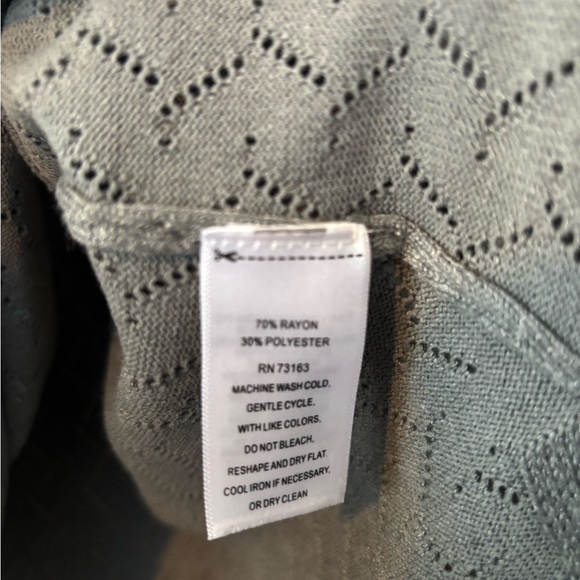 70% RAYON
30% POLYESTER
RN 73163
MACHINE WASH COLD.
GENTLE CYCLE.
WITH LIKE COLORS.
DO NOT BLEACH.
RESHAPE AND DRY FLAT.
COOL IRON IF NECESSARY.
OR DRY CLEAN